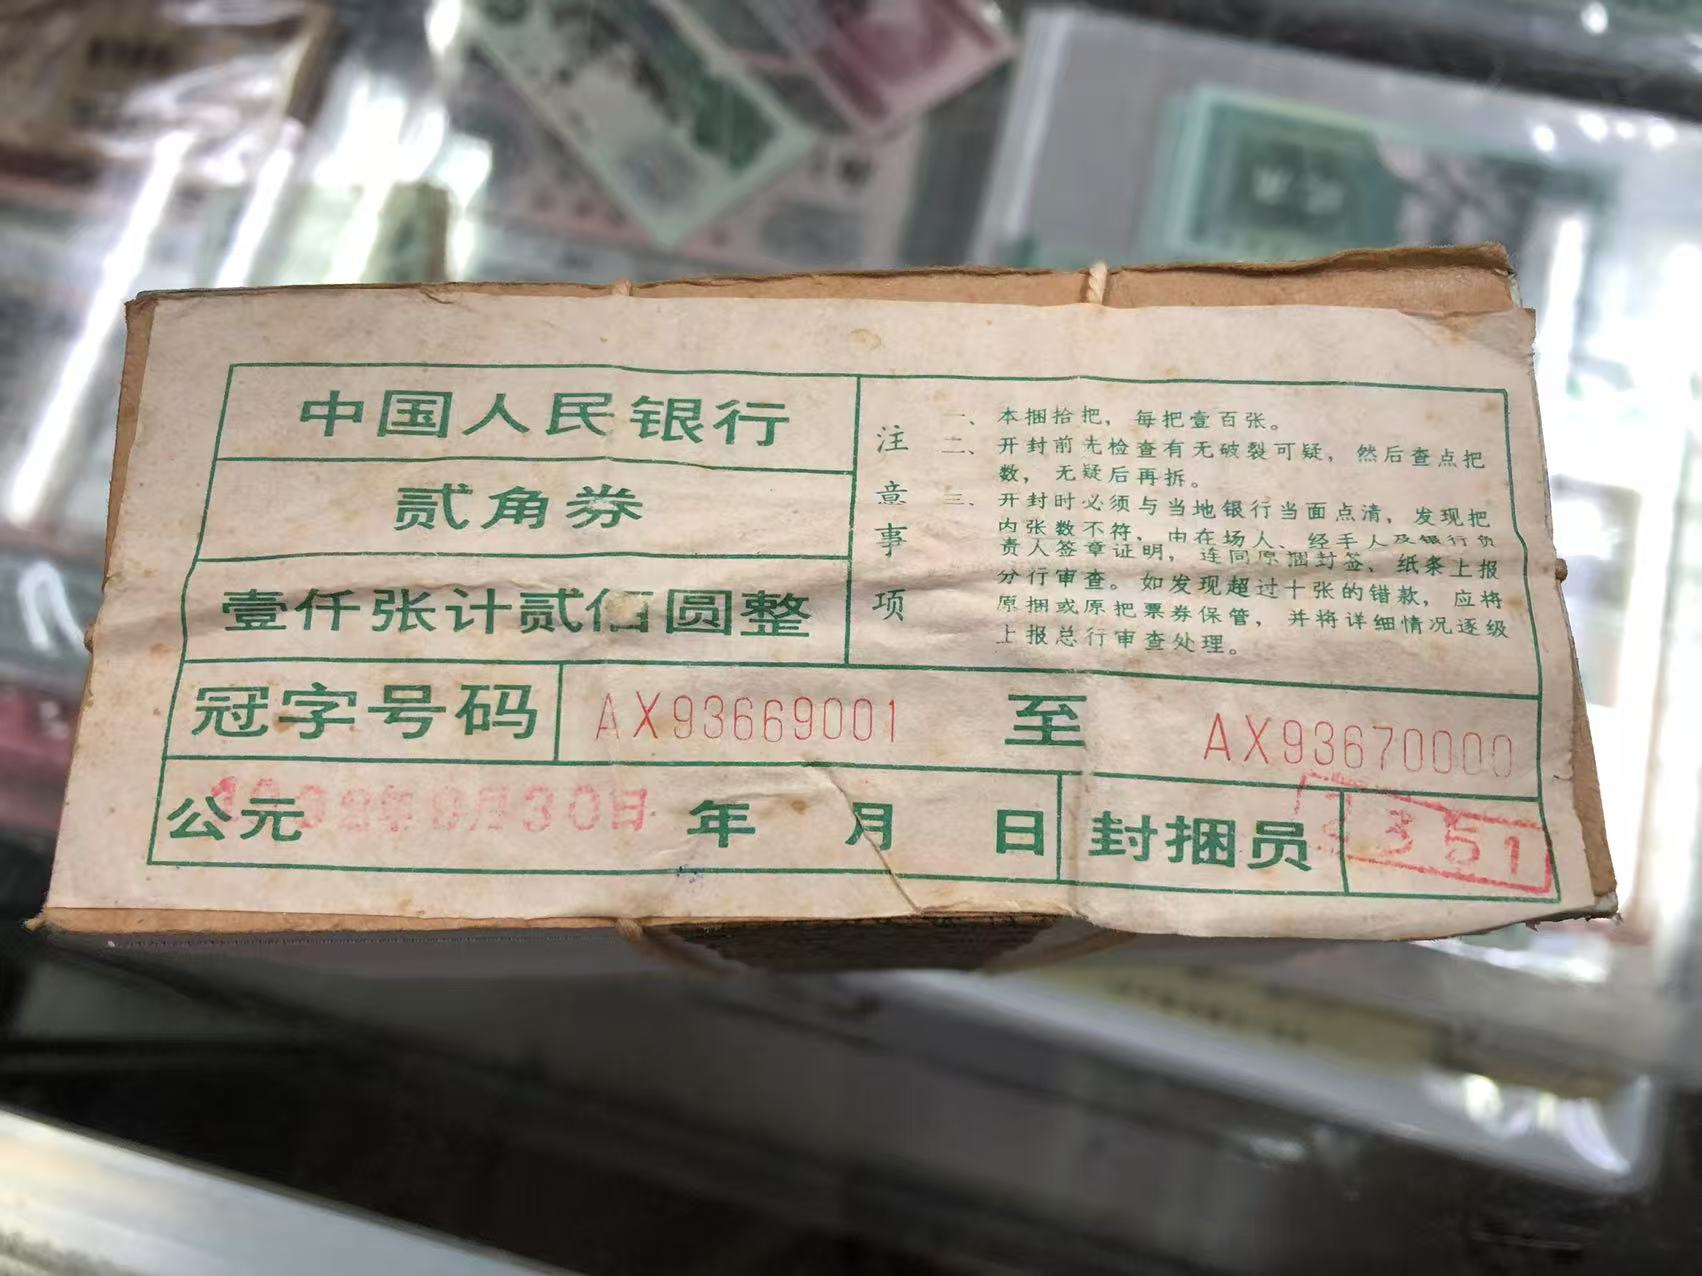 中国人民银行
贰角券
壹仟张计贰佰圆整
注意事项
一、本捆拾把，每把壹百张。
二、开封前先检查有无破裂可疑，然后查点把
数，无疑后再拆。
三、开封时必须与当地银行当面点清，发现把
内张数不符，由在场人、经手人及银行负
责人签章证明，连同原捆封签、纸条上报
分行审查。如发现超过十张的错款，应将
原捆或原把票券保管，并将详细情况逐级
上报总行审查处理。
冠字号码 AX93669001 至 AX93670000
公元 年 月 日 封捆员
30日
351